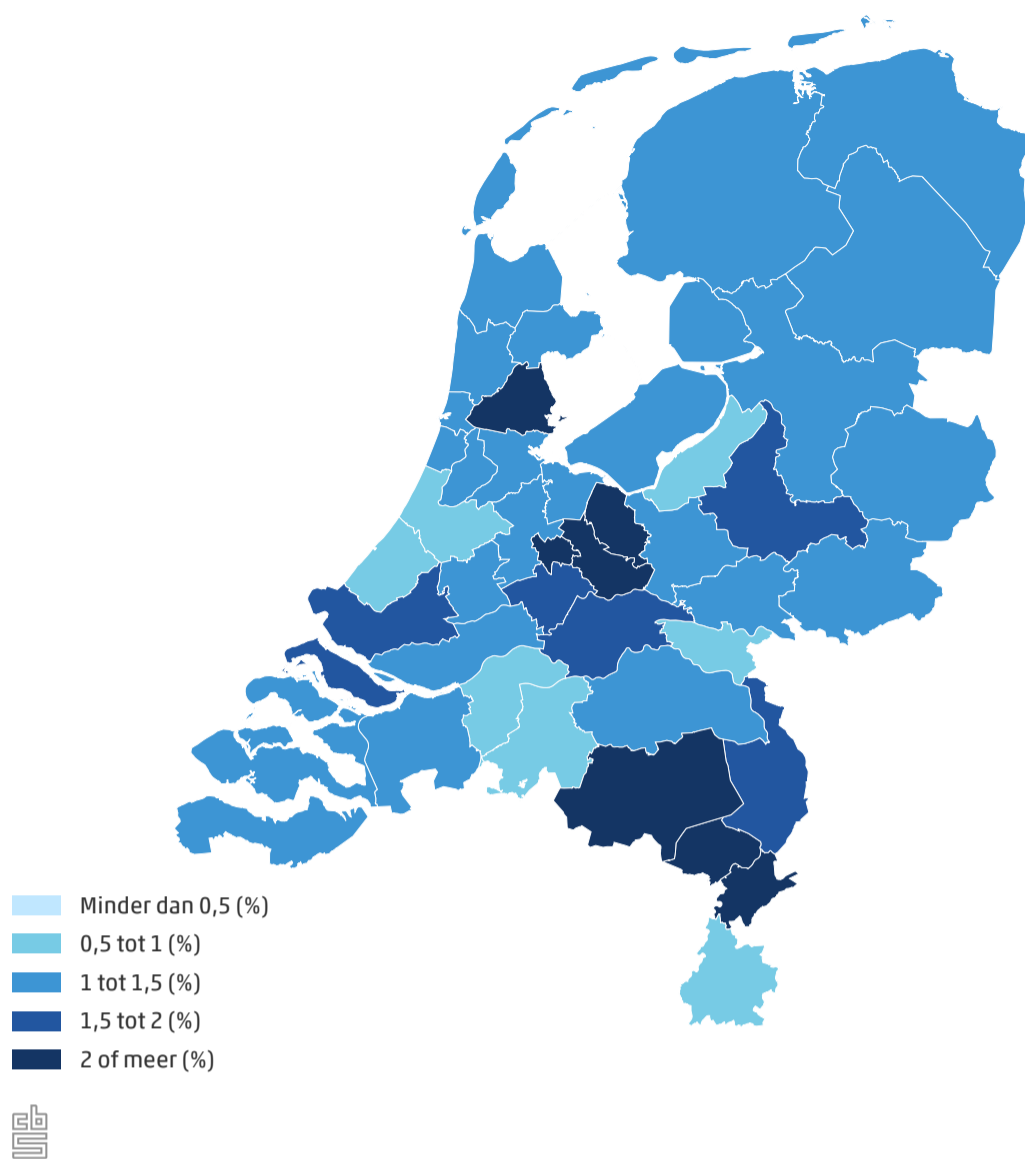 Minder dan 0,5 (%)
0,5 tot 1 (%)
1 tot 1,5 (%)
1,5 tot 2 (%)
2 of meer (%)
cbs